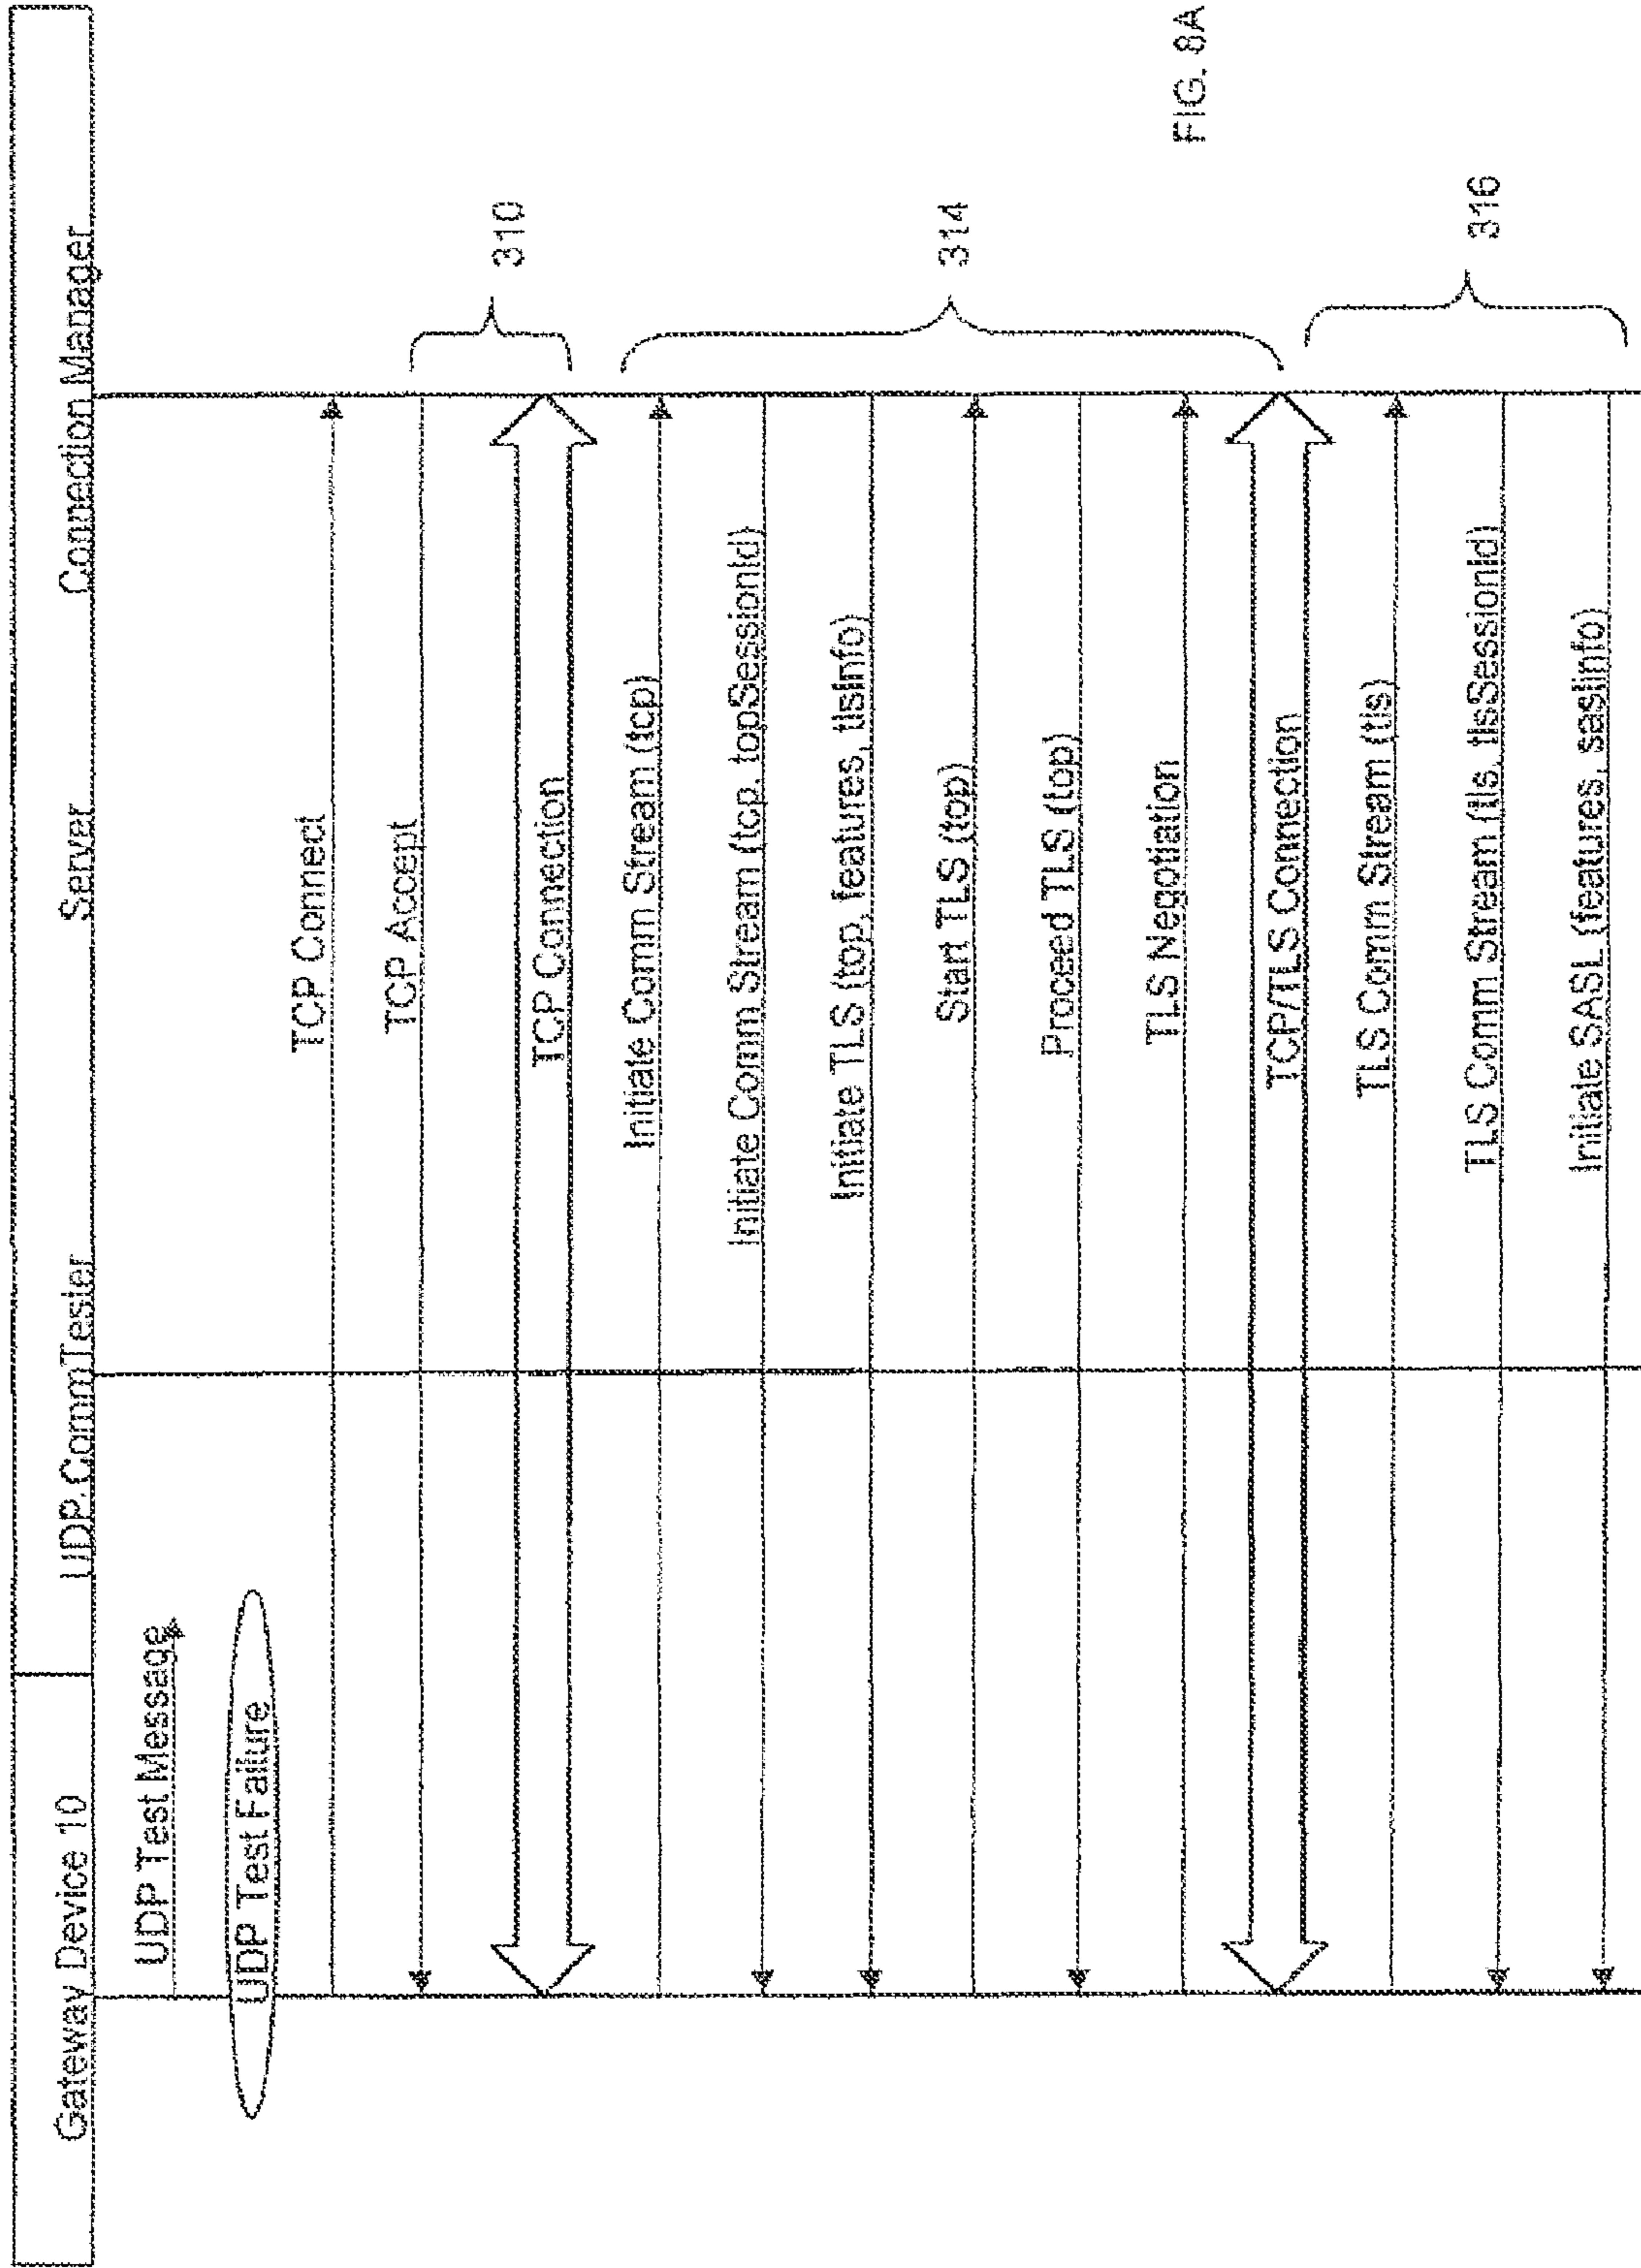 Gateway Device 10
UDP.CommTester
Server
Connection Manager
UDP Test Message
UDP Test Failure
TCP Connect
TCP Accept
TCP Connection
310
Initiate Comm Stream (tcp)
Initiate Comm Stream (tcp, tcpSessionId)
Initiate TLS (tcp, features, tlsInfo)
Start TLS (tcp)
Proceed TLS (tcp)
TLS Negotiation
TCP/TLS Connection
314
TLS Comm Stream (tls)
TLS Comm Stream (tls, tlsSessionId)
Initiate SASL (features, saslInfo)
316
FIG. 8A